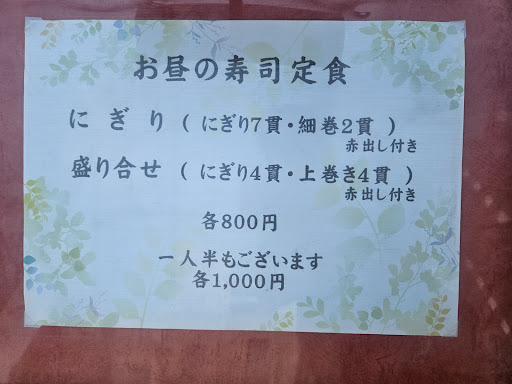 お昼の寿司定食
にぎり ( にぎり7貫・細巻2貫 )
赤出し付き
盛り合せ ( にぎり4貫・上巻き4貫 )
赤出し付き
各800円
一人半もございます
各1,000円